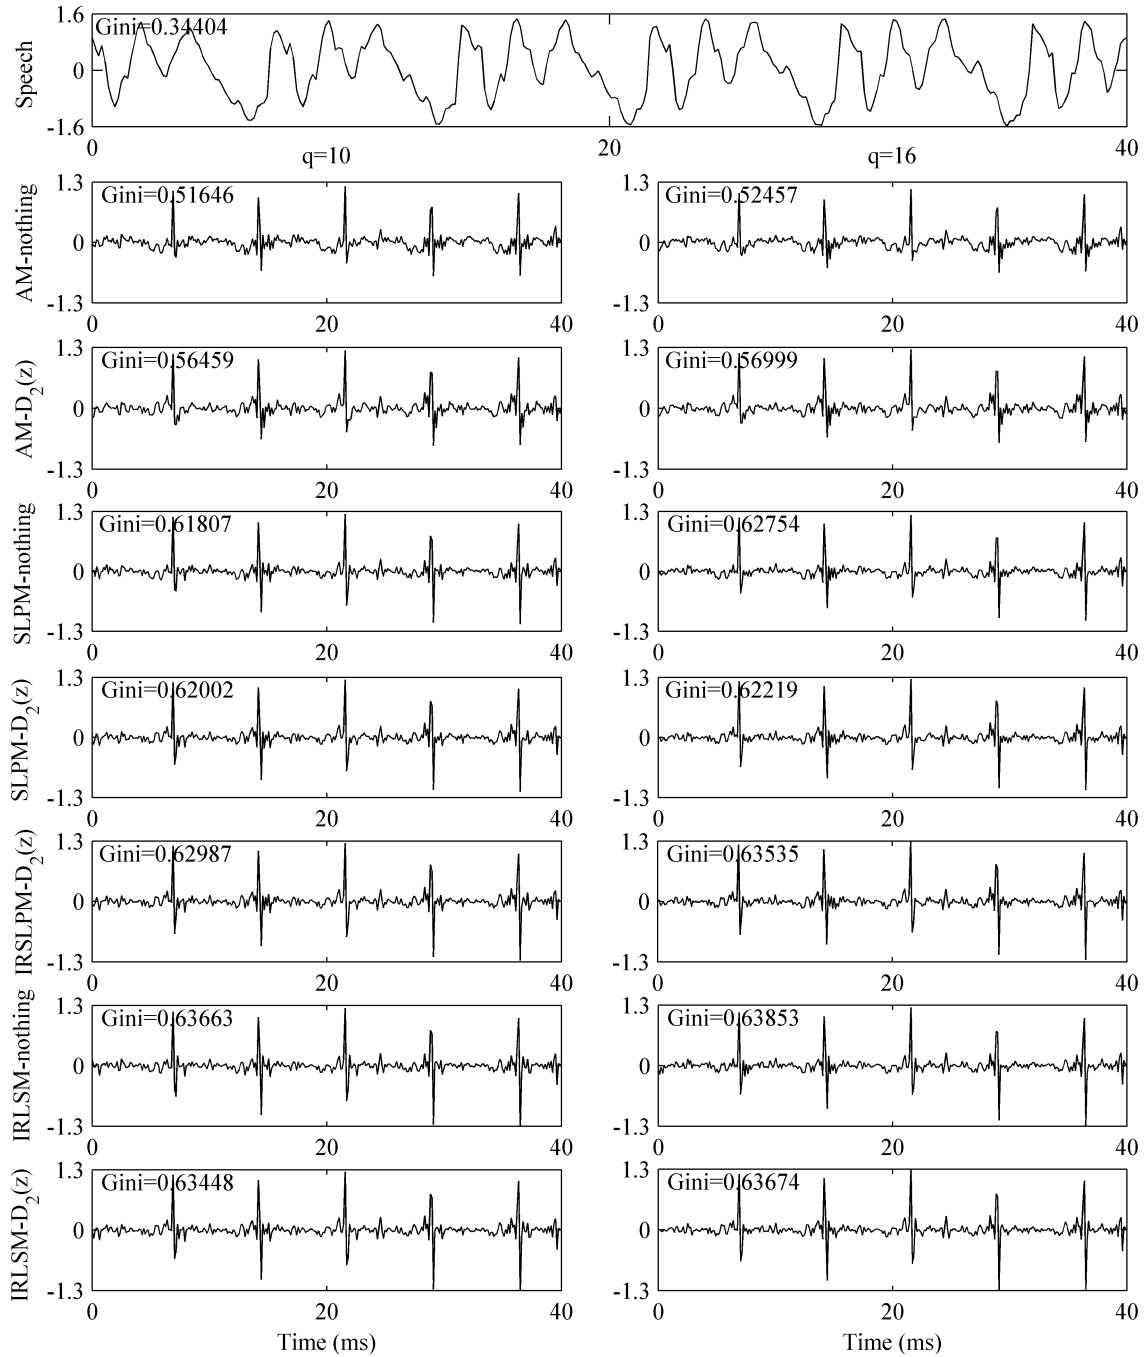 Speech
1.6
0
-1.6
Gini=0.34404
0 20 40
q=10 q=16
AM-nothing
1.3
0
-1.3
Gini=0.51646
0 20 40
1.3
0
-1.3
Gini=0.52457
0 20 40
AM-D2(z)
1.3
0
-1.3
Gini=0.56459
0 20 40
1.3
0
-1.3
Gini=0.56999
0 20 40
SLPM-nothing
1.3
0
-1.3
Gini=0.61807
0 20 40
1.3
0
-1.3
Gini=0.62754
0 20 40
SLPM-D2(z)
1.3
0
-1.3
Gini=0.62002
0 20 40
1.3
0
-1.3
Gini=0.62219
0 20 40
IRSLPM-D2(z)
1.3
0
-1.3
Gini=0.62987
0 20 40
1.3
0
-1.3
Gini=0.63535
0 20 40
IRLSM-nothing
1.3
0
-1.3
Gini=0.63663
0 20 40
1.3
0
-1.3
Gini=0.63853
0 20 40
IRLSM-D2(z)
1.3
0
-1.3
Gini=0.63448
0 20 40
1.3
0
-1.3
Gini=0.63674
0 20 40
Time (ms) Time (ms)